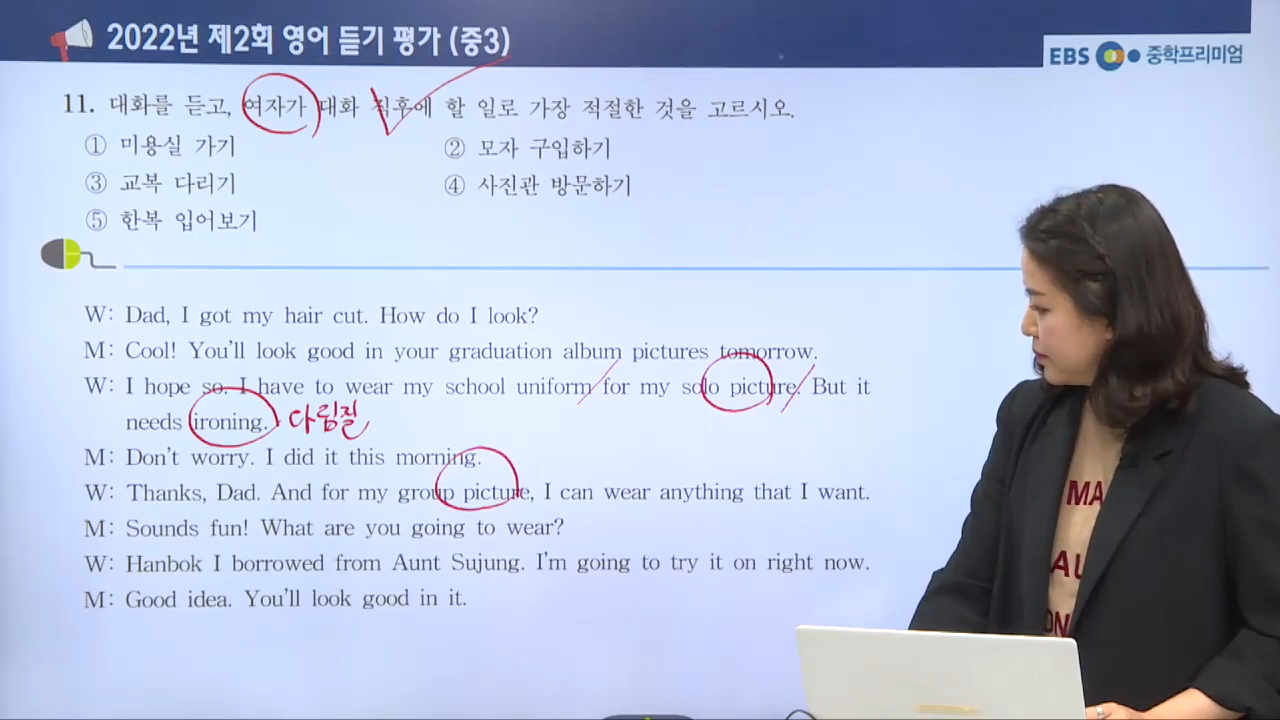 2022년 제2회 영어 듣기 평가 (중3)
EBS 중학프리미엄
11. 대화를 듣고, 여자가 대화 직후에 할 일로 가장 적절한 것을 고르시오.
① 미용실 가기 ② 모자 구입하기
③ 교복 다리기 ④ 사진관 방문하기
⑤ 한복 입어보기
W: Dad, I got my hair cut. How do I look?
M: Cool! You'll look good in your graduation album pictures tomorrow.
W: I hope so. I have to wear my school uniform for my solo picture. But it
needs ironing. 다림질
M: Don't worry. I did it this morning.
W: Thanks, Dad. And for my group picture, I can wear anything that I want.
M: Sounds fun! What are you going to wear?
W: Hanbok I borrowed from Aunt Sujung. I'm going to try it on right now.
M: Good idea. You'll look good in it.
MA
AU
ON